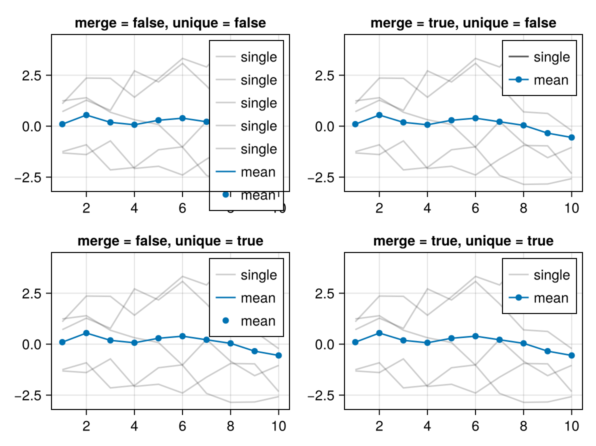 merge = false, unique = false
single
single
single
single
single
mean
mean
2.5
0.0
−2.5
2 4 6 8 10
merge = true, unique = false
single
mean
2.5
0.0
−2.5
2 4 6 8 10
merge = false, unique = true
single
mean
mean
2.5
0.0
−2.5
2 4 6 8 10
merge = true, unique = true
single
mean
2.5
0.0
−2.5
2 4 6 8 10